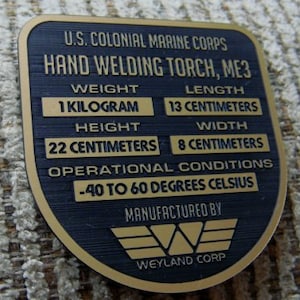 U.S. COLONIAL MARINE CORPS
HAND WELDING TORCH, ME3
WEIGHT LENGTH
1 KILOGRAM 13 CENTIMETERS
HEIGHT WIDTH
22 CENTIMETERS 8 CENTIMETERS
OPERATIONAL CONDITIONS
-40 TO 60 DEGREES CELSIUS
MANUFACTURED BY
WEYLAND CORP